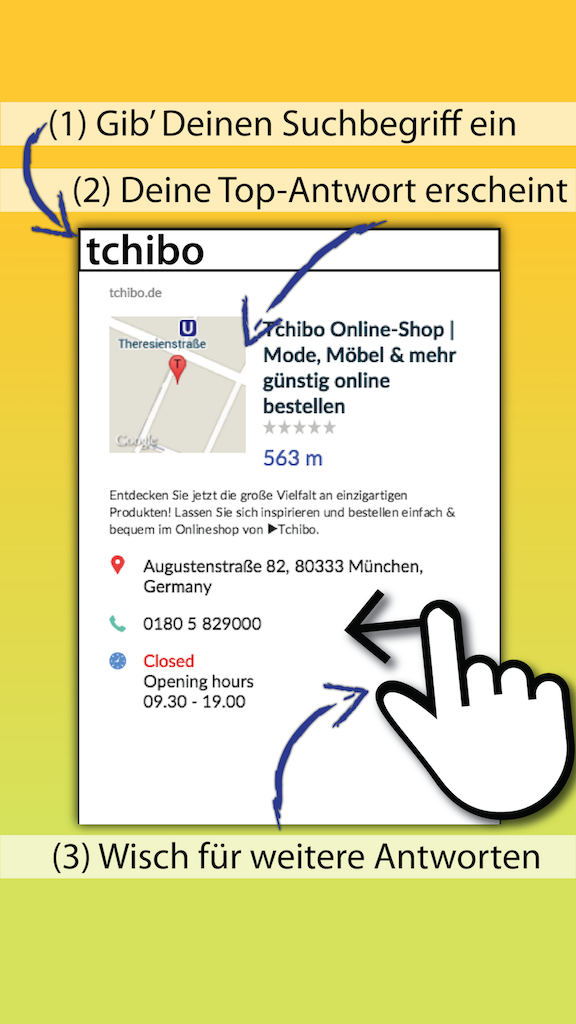 (1) Gib’ Deinen Suchbegriff ein
(2) Deine Top-Antwort erscheint
tchibo
tchibo.de
U
Theresienstraße
T
Google
Tchibo Online-Shop |
Mode, Möbel & mehr
günstig online
bestellen
563 m
Entdecken Sie jetzt die große Vielfalt an einzigartigen
Produkten! Lassen Sie sich inspirieren und bestellen einfach &
bequem im Onlineshop von ▶Tchibo.
Augustenstraße 82, 80333 München,
Germany
0180 5 829000
Closed
Opening hours
09.30 - 19.00
(3) Wisch für weitere Antworten